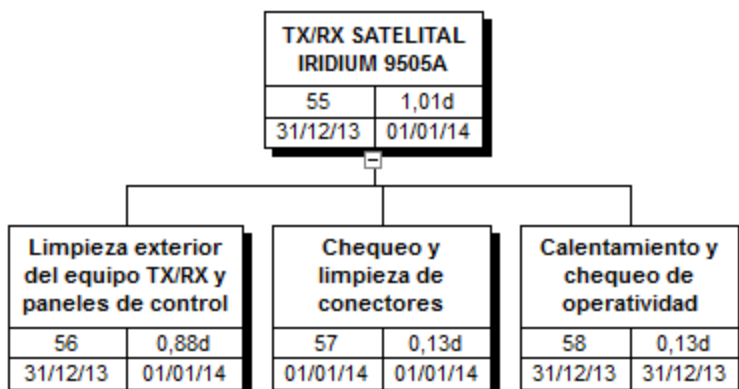 TX/RX SATELITAL
IRIDIUM 9505A
55 1,01d
31/12/13 01/01/14
Limpieza exterior
del equipo TX/RX y
paneles de control
56 0,88d
31/12/13 01/01/14
Chequeo y
limpieza de
conectores
57 0,13d
01/01/14 01/01/14
Calentamiento y
chequeo de
operatividad
58 0,13d
31/12/13 31/12/13